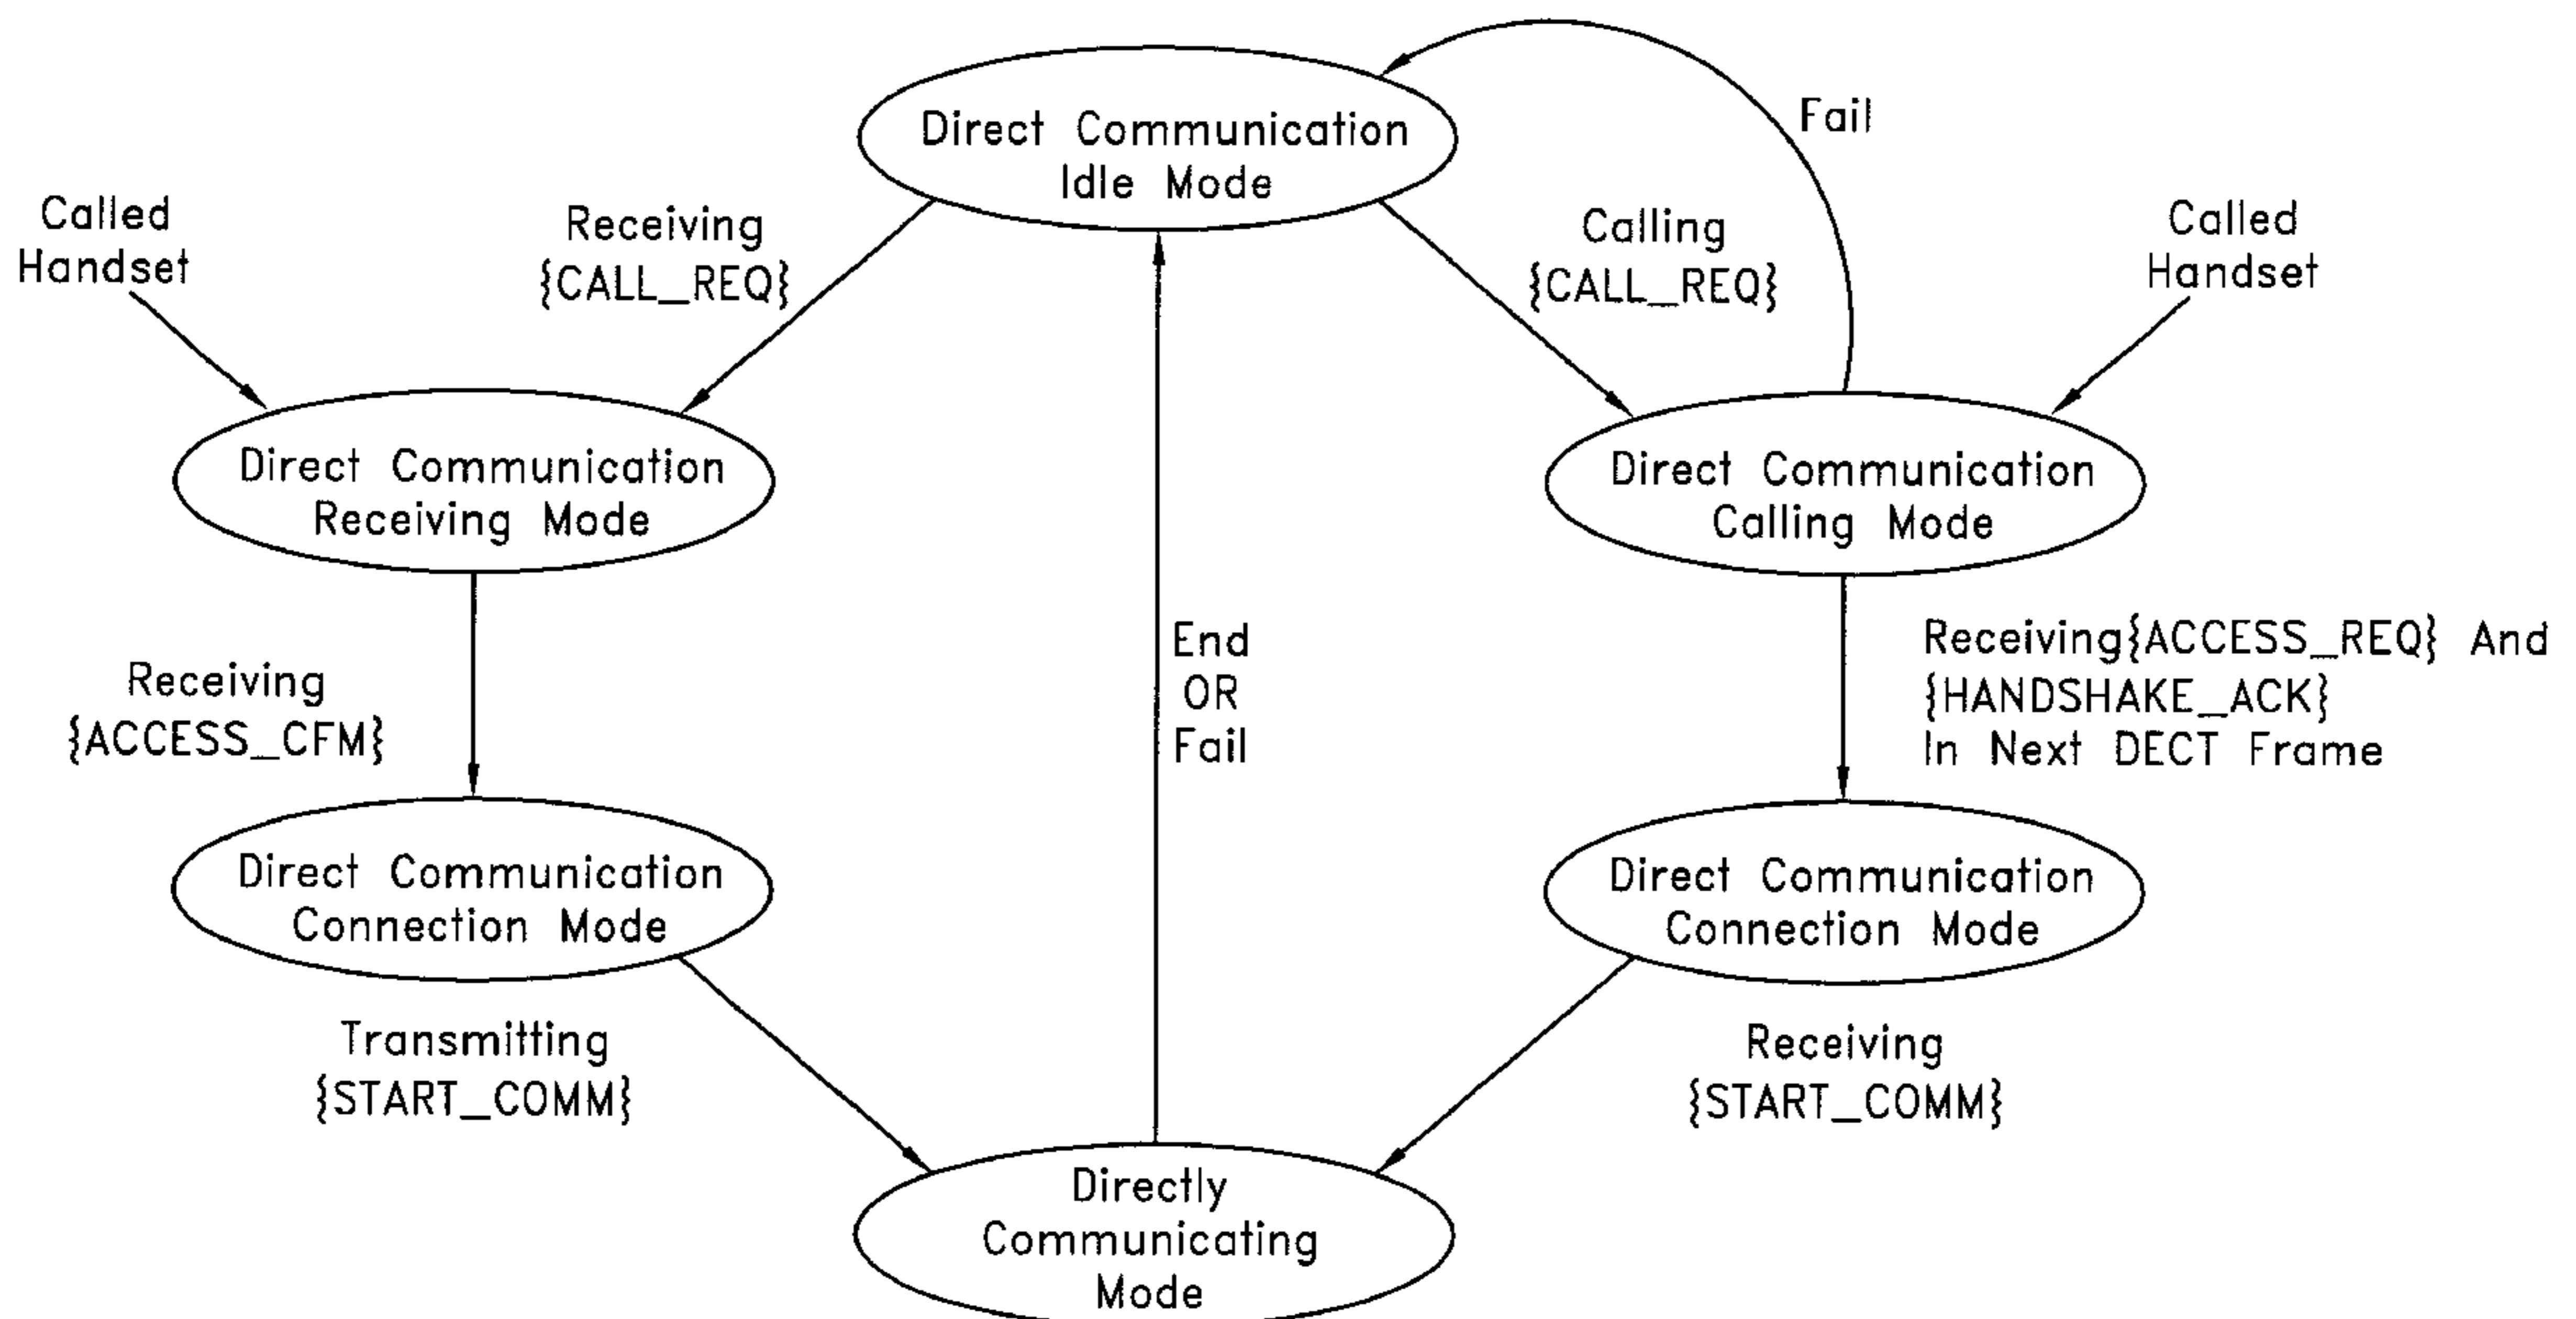 Direct Communication
Idle Mode
Fail
Called
Handset
Receiving
{CALL_REQ}
Calling
{CALL_REQ}
Called
Handset
Direct Communication
Receiving Mode
Direct Communication
Calling Mode
Receiving
{ACCESS_CFM}
End
OR
Fail
Receiving{ACCESS_REQ} And
{HANDSHAKE_ACK}
In Next DECT Frame
Direct Communication
Connection Mode
Direct Communication
Connection Mode
Transmitting
{START_COMM}
Receiving
{START_COMM}
Directly
Communicating
Mode